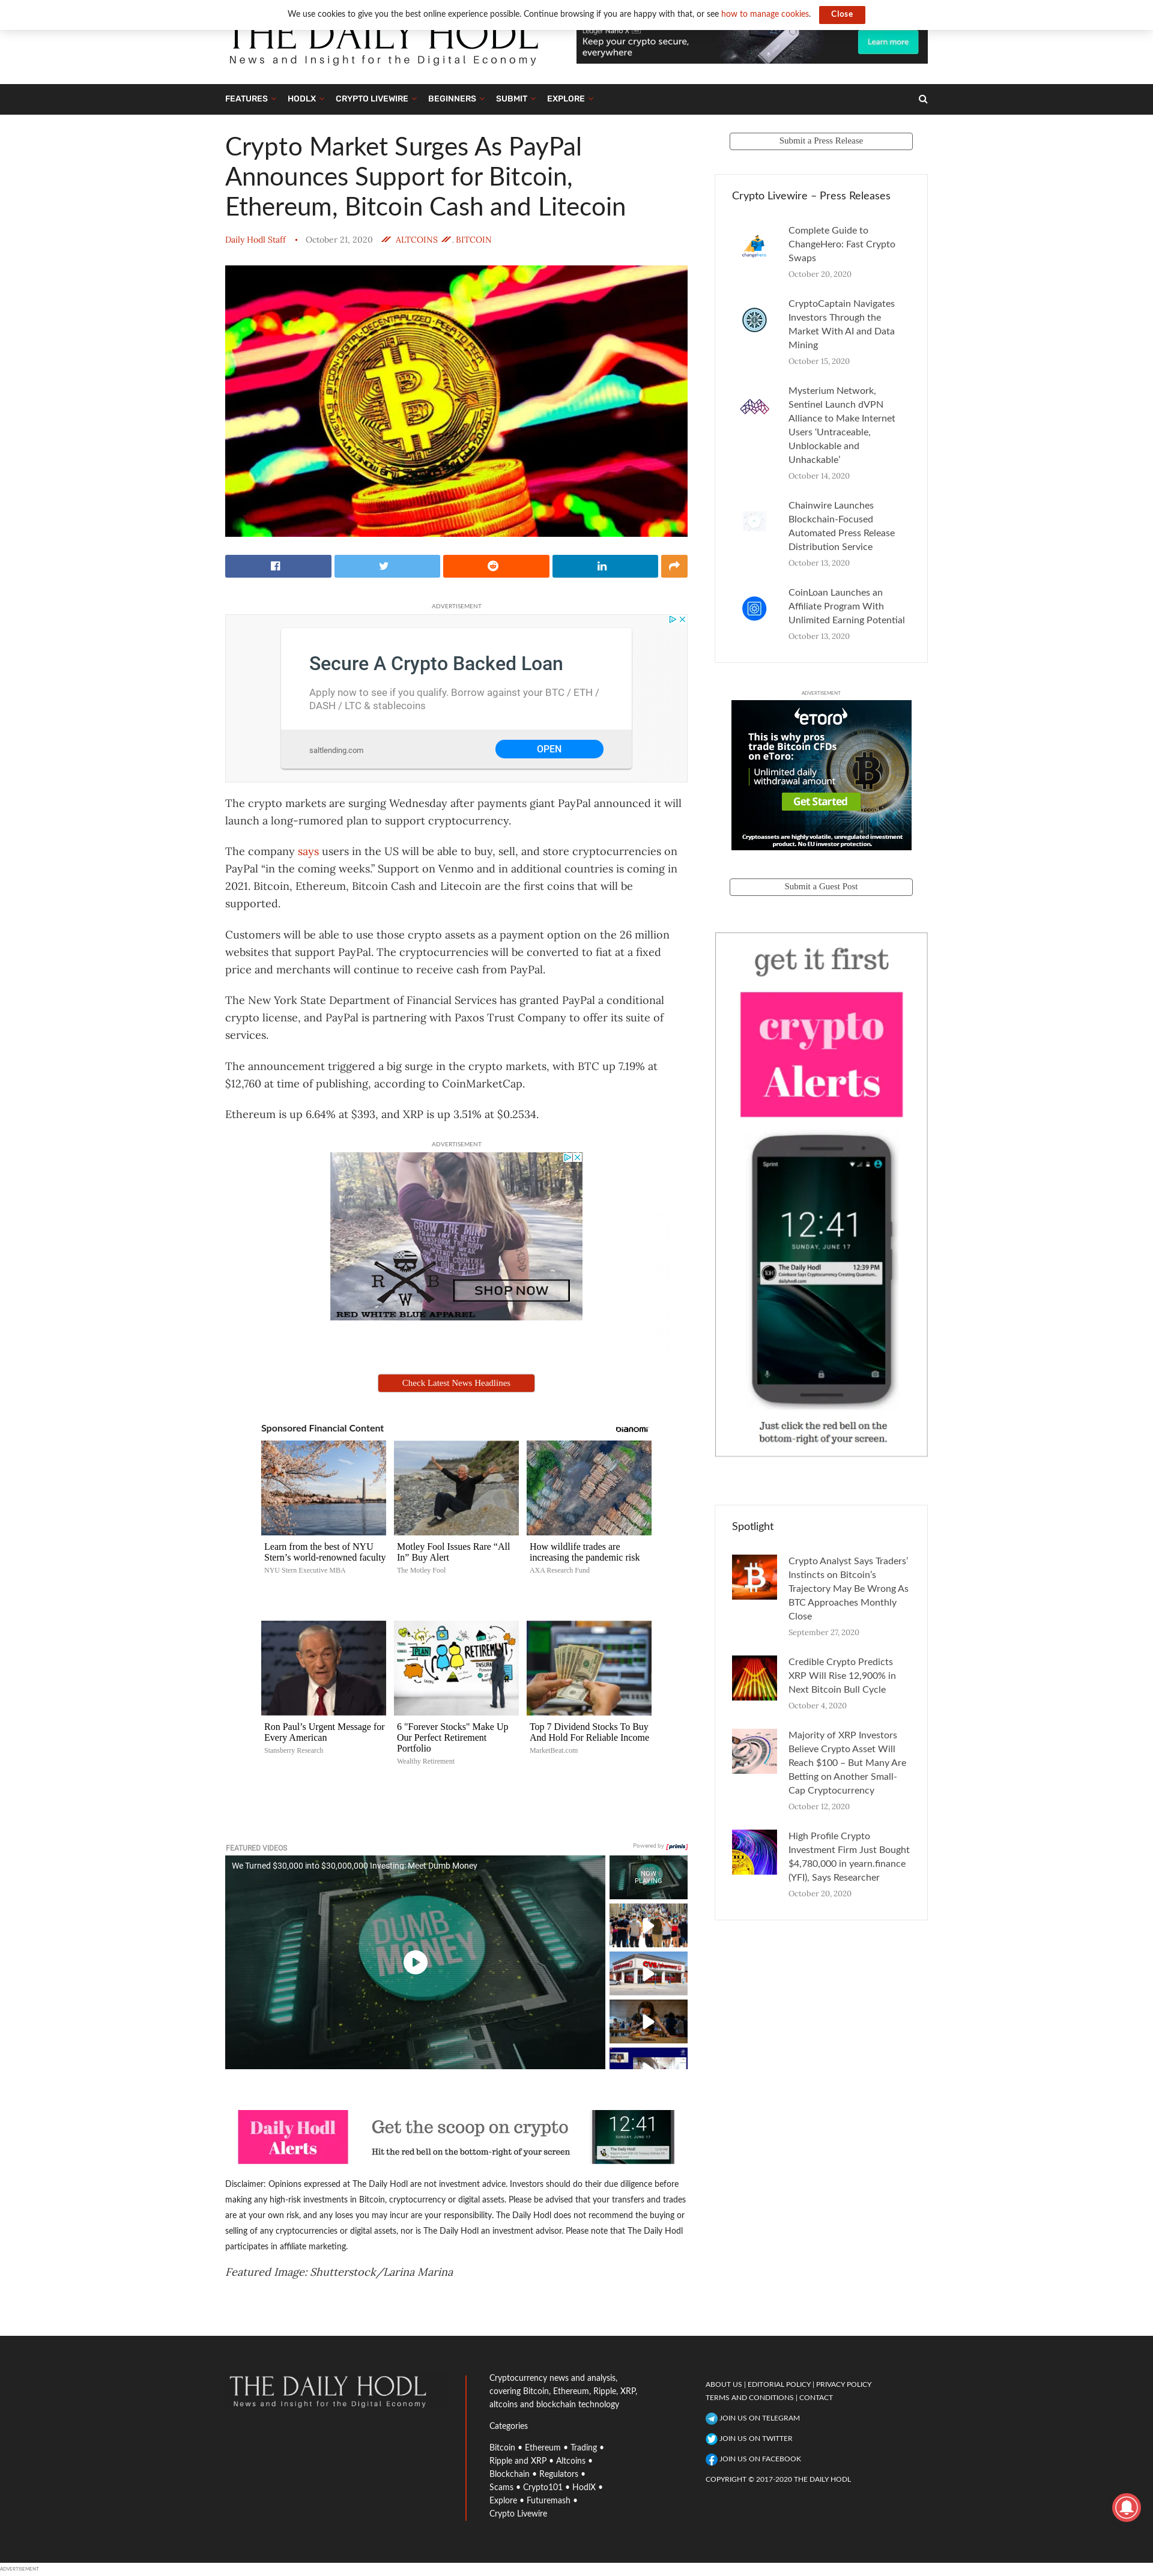 We use cookies to give you the best online experience possible. Continue browsing if you are happy with that, or see how to manage cookies.
Close
THE DAILY HODL
News and Insight for the Digital Economy
Ledger Nano X
Keep your crypto secure,
everywhere
Learn more
FEATURES
HODLX
CRYPTO LIVEWIRE
BEGINNERS
SUBMIT
EXPLORE
Crypto Market Surges As PayPal
Announces Support for Bitcoin,
Ethereum, Bitcoin Cash and Litecoin
Daily Hodl Staff • October 21, 2020 ALTCOINS , BITCOIN
ADVERTISEMENT
Secure A Crypto Backed Loan
Apply now to see if you qualify. Borrow against your BTC / ETH /
DASH / LTC & stablecoins
saltlending.com
OPEN
The crypto markets are surging Wednesday after payments giant PayPal announced it will
launch a long-rumored plan to support cryptocurrency.
The company says users in the US will be able to buy, sell, and store cryptocurrencies on
PayPal “in the coming weeks.” Support on Venmo and in additional countries is coming in
2021. Bitcoin, Ethereum, Bitcoin Cash and Litecoin are the first coins that will be
supported.
Customers will be able to use those crypto assets as a payment option on the 26 million
websites that support PayPal. The cryptocurrencies will be converted to fiat at a fixed
price and merchants will continue to receive cash from PayPal.
The New York State Department of Financial Services has granted PayPal a conditional
crypto license, and PayPal is partnering with Paxos Trust Company to offer its suite of
services.
The announcement triggered a big surge in the crypto markets, with BTC up 7.19% at
$12,760 at time of publishing, according to CoinMarketCap.
Ethereum is up 6.64% at $393, and XRP is up 3.51% at $0.2534.
ADVERTISEMENT
GROW THE MIND
R B
SHOP NOW
RED WHITE BLUE APPAREL
Check Latest News Headlines
Sponsored Financial Content
bianomi
Learn from the best of NYU
Stern’s world-renowned faculty
NYU Stern Executive MBA
Motley Fool Issues Rare “All
In” Buy Alert
The Motley Fool
How wildlife trades are
increasing the pandemic risk
AXA Research Fund
PLAN
RETIREMENT
Ron Paul’s Urgent Message for
Every American
Stansberry Research
6 "Forever Stocks" Make Up
Our Perfect Retirement
Portfolio
Wealthy Retirement
Top 7 Dividend Stocks To Buy
And Hold For Reliable Income
MarketBeat.com
FEATURED VIDEOS
Powered by primis
We Turned $30,000 into $30,000,000 Investing: Meet Dumb Money
DUMB
MONEY
NOW
PLAYING
Daily Hodl
Alerts
Get the scoop on crypto
Hit the red bell on the bottom-right of your screen
12:41
Disclaimer: Opinions expressed at The Daily Hodl are not investment advice. Investors should do their due diligence before
making any high-risk investments in Bitcoin, cryptocurrency or digital assets. Please be advised that your transfers and trades
are at your own risk, and any loses you may incur are your responsibility. The Daily Hodl does not recommend the buying or
selling of any cryptocurrencies or digital assets, nor is The Daily Hodl an investment advisor. Please note that The Daily Hodl
participates in affiliate marketing.
Featured Image: Shutterstock/Larina Marina
Submit a Press Release
Crypto Livewire – Press Releases
Complete Guide to
ChangeHero: Fast Crypto
Swaps
October 20, 2020
CryptoCaptain Navigates
Investors Through the
Market With AI and Data
Mining
October 15, 2020
Mysterium Network,
Sentinel Launch dVPN
Alliance to Make Internet
Users ‘Untraceable,
Unblockable and
Unhackable’
October 14, 2020
Chainwire Launches
Blockchain-Focused
Automated Press Release
Distribution Service
October 13, 2020
CoinLoan Launches an
Affiliate Program With
Unlimited Earning Potential
October 13, 2020
ADVERTISEMENT
eToro
This is why pros
trade Bitcoin CFDs
on eToro:
Unlimited daily
withdrawal amount
Get Started
Cryptoassets are highly volatile, unregulated investment
product. No EU investor protection.
Submit a Guest Post
get it first
crypto
Alerts
Sprint
12:41
SUNDAY, JUNE 17
The Daily Hodl
12:39 PM
Coinbase Says Cryptocurrency Creating Quantum..
dailyhodl.com
Just click the red bell on the
bottom-right of your screen.
Spotlight
Crypto Analyst Says Traders’
Instincts on Bitcoin’s
Trajectory May Be Wrong As
BTC Approaches Monthly
Close
September 27, 2020
Credible Crypto Predicts
XRP Will Rise 12,900% in
Next Bitcoin Bull Cycle
October 4, 2020
Majority of XRP Investors
Believe Crypto Asset Will
Reach $100 – But Many Are
Betting on Another Small-
Cap Cryptocurrency
October 12, 2020
High Profile Crypto
Investment Firm Just Bought
$4,780,000 in yearn.finance
(YFI), Says Researcher
October 20, 2020
THE DAILY HODL
News and Insight for the Digital Economy
Cryptocurrency news and analysis,
covering Bitcoin, Ethereum, Ripple, XRP,
altcoins and blockchain technology
Categories
Bitcoin • Ethereum • Trading •
Ripple and XRP • Altcoins •
Blockchain • Regulators •
Scams • Crypto101 • HodlX •
Explore • Futuremash •
Crypto Livewire
ABOUT US | EDITORIAL POLICY | PRIVACY POLICY
TERMS AND CONDITIONS | CONTACT
JOIN US ON TELEGRAM
JOIN US ON TWITTER
JOIN US ON FACEBOOK
COPYRIGHT © 2017-2020 THE DAILY HODL
ADVERTISEMENT